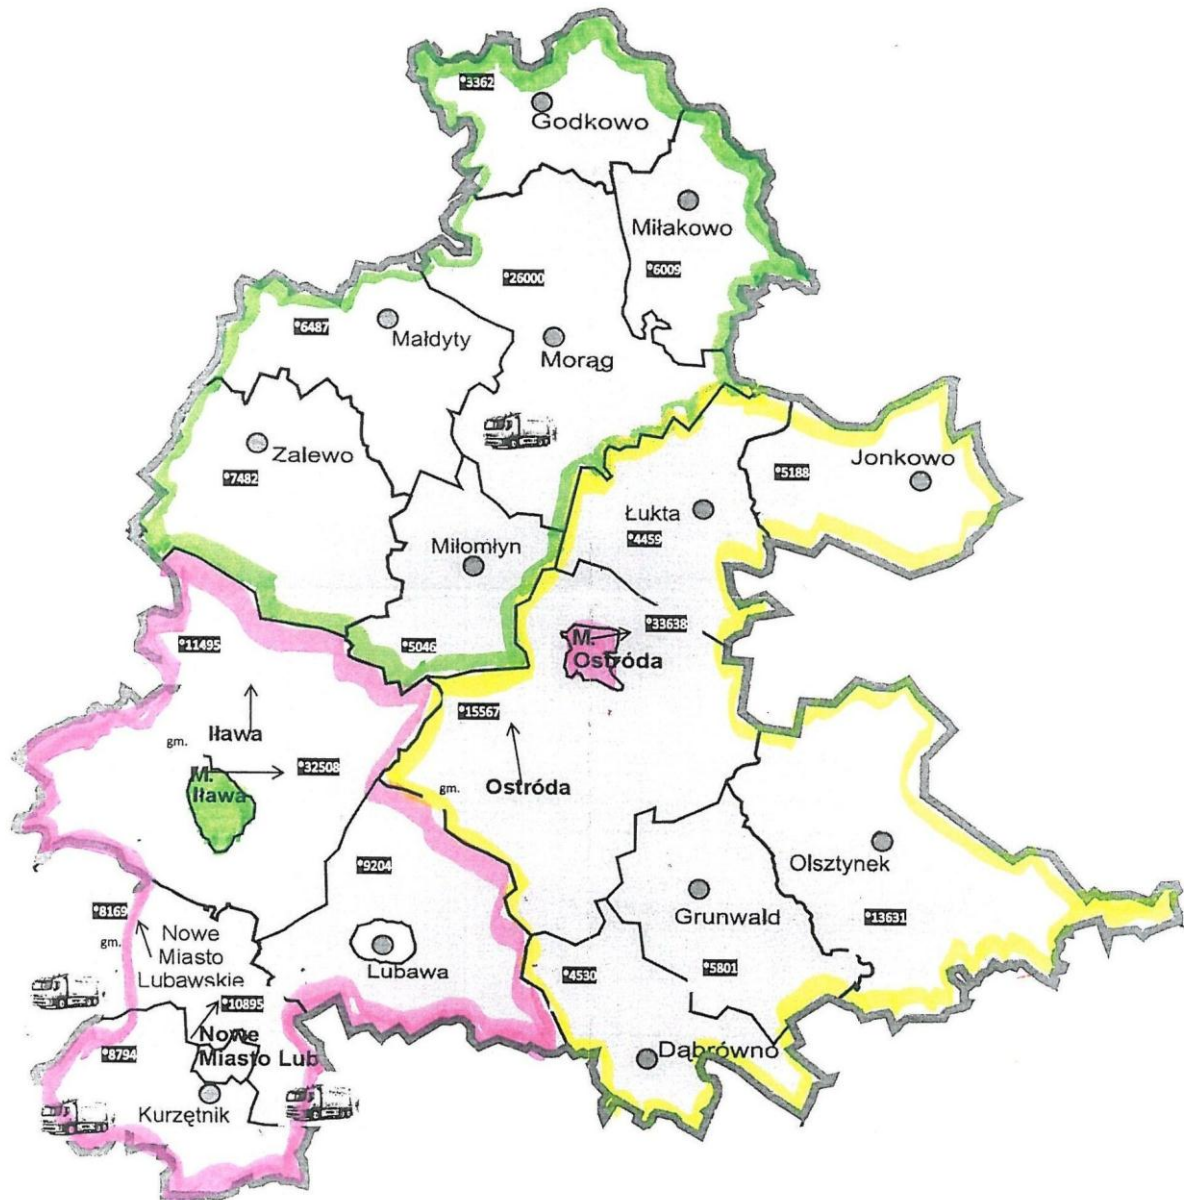 •3362
Godkowo
Miłakowo
•6009
•26000
Morąg
•6487
Małdyty
Zalewo
•7482
Jonkowo
•5188
Łukta
•4459
Miłomłyn
•5046
•33638
M.
Ostróda
•15567
gm.
Ostróda
•11495
gm.
Iława
•32508
M.
Iława
•9204
Lubawa
Olsztynek
•13631
Grunwald
•5801
•4530
Dąbrówno
•8169
gm.
Nowe
Miasto
Lubawskie
•10895
Nowe
Miasto Lub
•8794
Kurzętnik